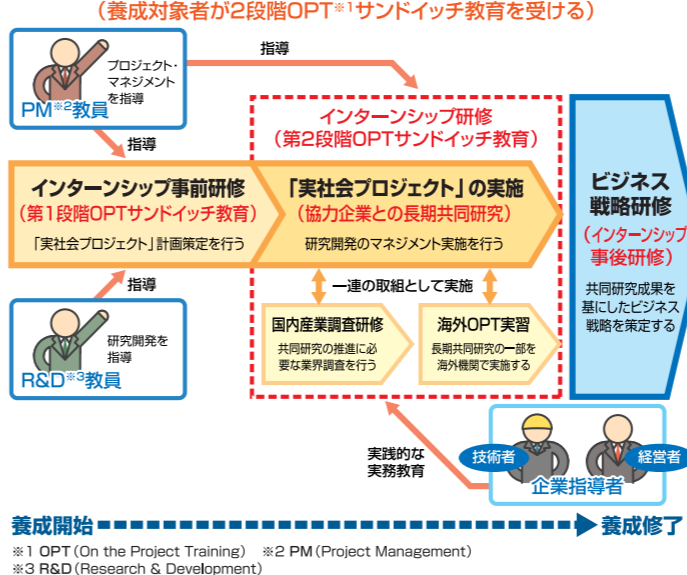 （養成対象者が2段階OPT※1サンドイッチ教育を受ける）
プロジェクト・
マネジメント
を指導
PM※2教員
指導
指導
インターンシップ研修
（第2段階OPTサンドイッチ教育）
インターンシップ事前研修
（第1段階OPTサンドイッチ教育）
「実社会プロジェクト」計画策定を行う
「実社会プロジェクト」の実施
（協力企業との長期共同研究）
研究開発のマネジメント実施を行う
ビジネス
戦略研修
（インターンシップ
事後研修）
共同研究成果を
基にしたビジネス
戦略を策定する
指導
研究開発を
指導
R&D※3教員
一連の取組として実施
国内産業調査研修
共同研究の推進に必
要な業界調査を行う
海外OPT実習
長期共同研究の一部を
海外機関で実施する
実践的な
実務教育
技術者
経営者
企業指導者
養成開始
養成修了
※1 OPT（On the Project Training） ※2 PM（Project Management）
※3 R&D（Research & Development）